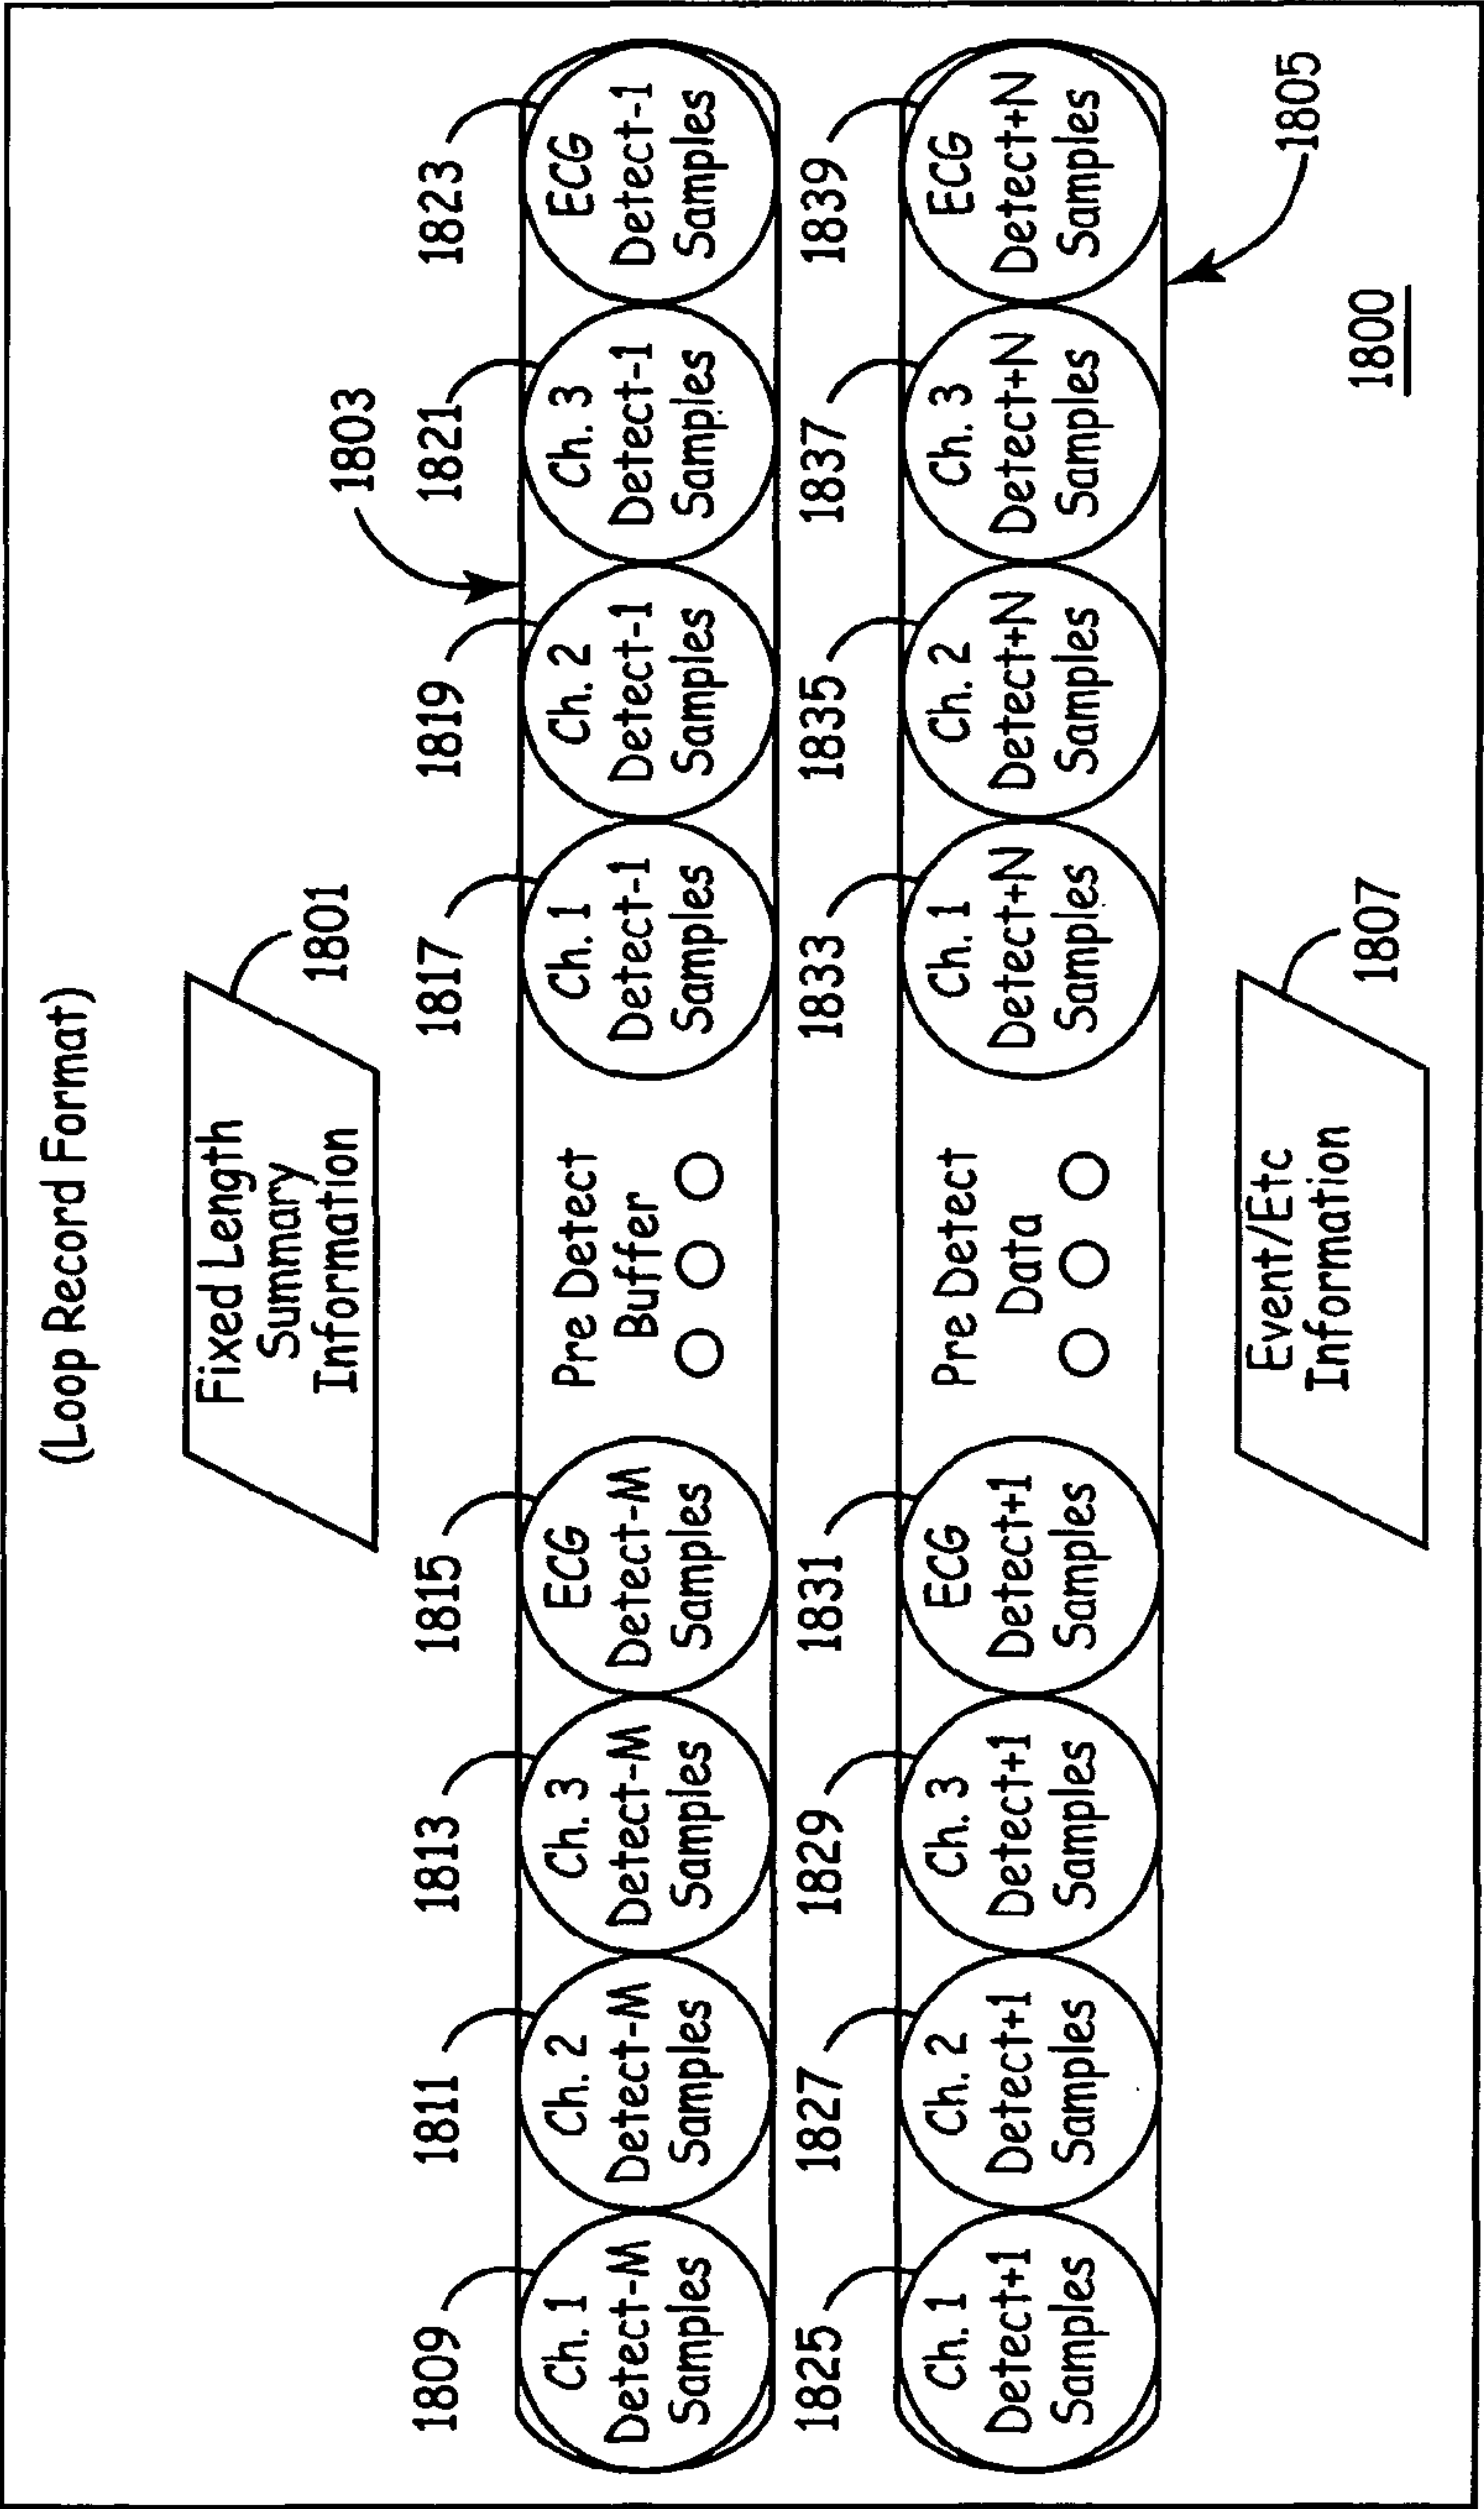 (Loop Record Format)
Fixed Length
Summary
Information
1801
1803
1809
1811
1813
1815
1817
1819
1821
1823
Ch. 1
Detect-M
Samples
Ch. 2
Detect-M
Samples
Ch. 3
Detect-M
Samples
ECG
Detect-M
Samples
Pre Detect
Buffer
Ch. 1
Detect-1
Samples
Ch. 2
Detect-1
Samples
Ch. 3
Detect-1
Samples
ECG
Detect-1
Samples
1825
1827
1829
1831
1833
1835
1837
1839
Ch. 1
Detect+1
Samples
Ch. 2
Detect+1
Samples
Ch. 3
Detect+1
Samples
ECG
Detect+1
Samples
Pre Detect
Data
Ch. 1
Detect+N
Samples
Ch. 2
Detect+N
Samples
Ch. 3
Detect+N
Samples
ECG
Detect+N
Samples
1805
Event/Etc
Information
1807
1800